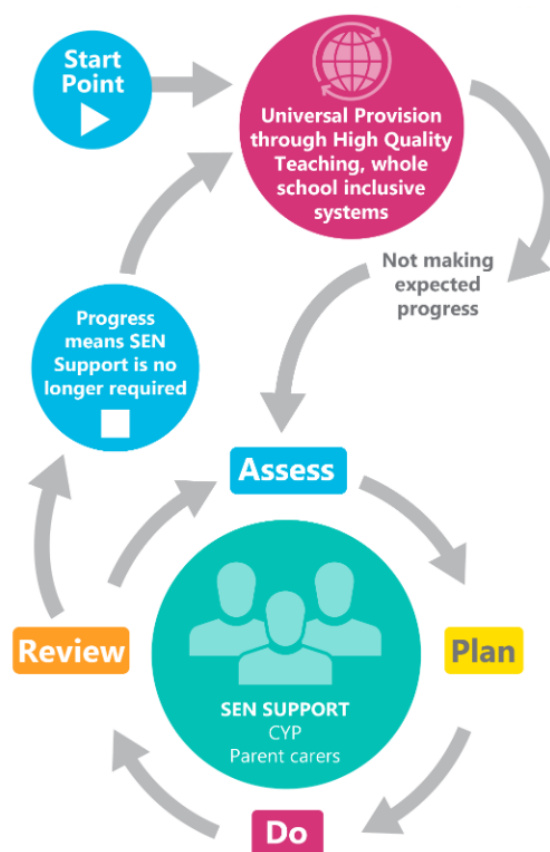 Start
Point
Universal Provision
through High Quality
Teaching, whole
school inclusive
systems
Not making
expected
progress
Progress
means SEN
Support is no
longer required
Assess
Review
Plan
SEN SUPPORT
CYP
Parent carers
Do